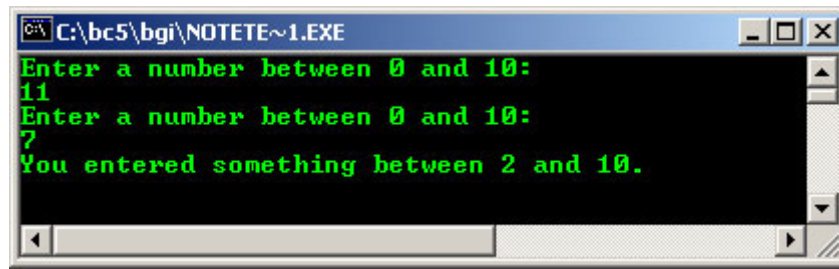 C:\bc5\bgi\NOTETE~1.EXE
Enter a number between 0 and 10:
11
Enter a number between 0 and 10:
7
You entered something between 2 and 10.